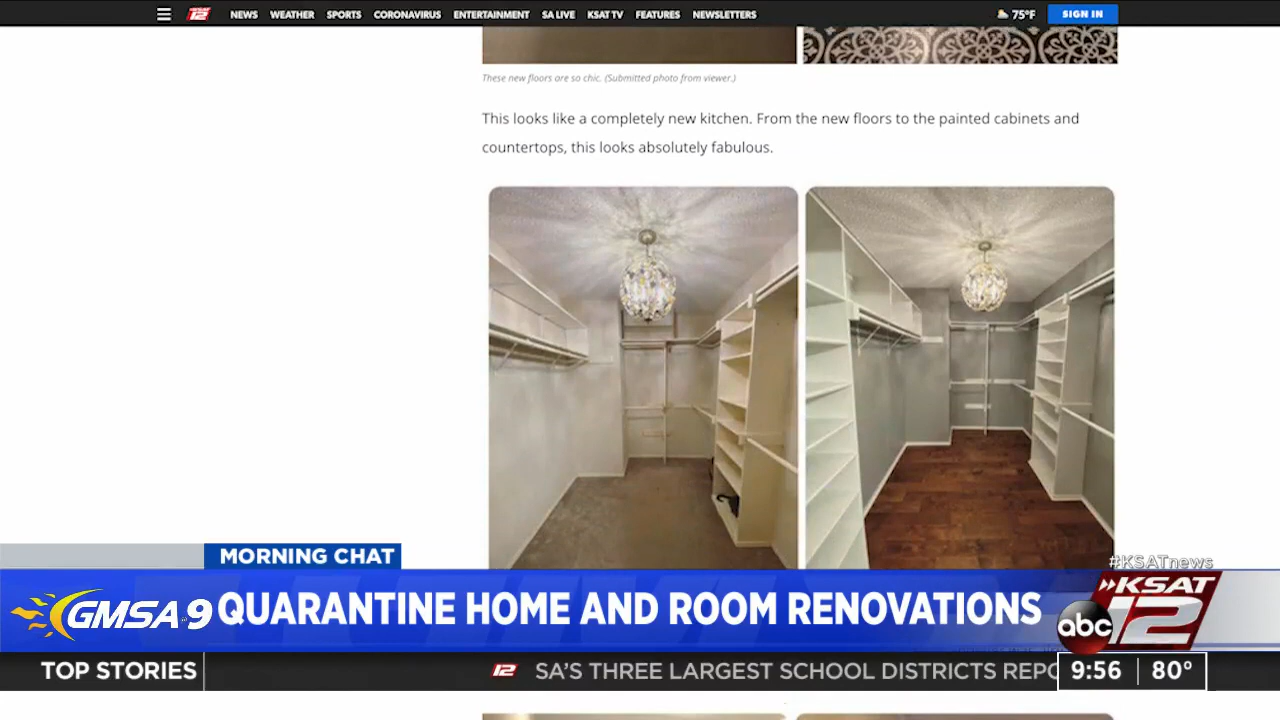 KSAT 12 NEWS WEATHER SPORTS CORONAVIRUS ENTERTAINMENT SA LIVE KSAT TV FEATURES NEWSLETTERS 75°F SIGN IN
These new floors are so chic. (Submitted photo from viewer.)
This looks like a completely new kitchen. From the new floors to the painted cabinets and
countertops, this looks absolutely fabulous.
MORNING CHAT
#KSATnews
GMSA 9
QUARANTINE HOME AND ROOM RENOVATIONS
abc KSAT 12
TOP STORIES
12 SA'S THREE LARGEST SCHOOL DISTRICTS REPO
9:56 80°